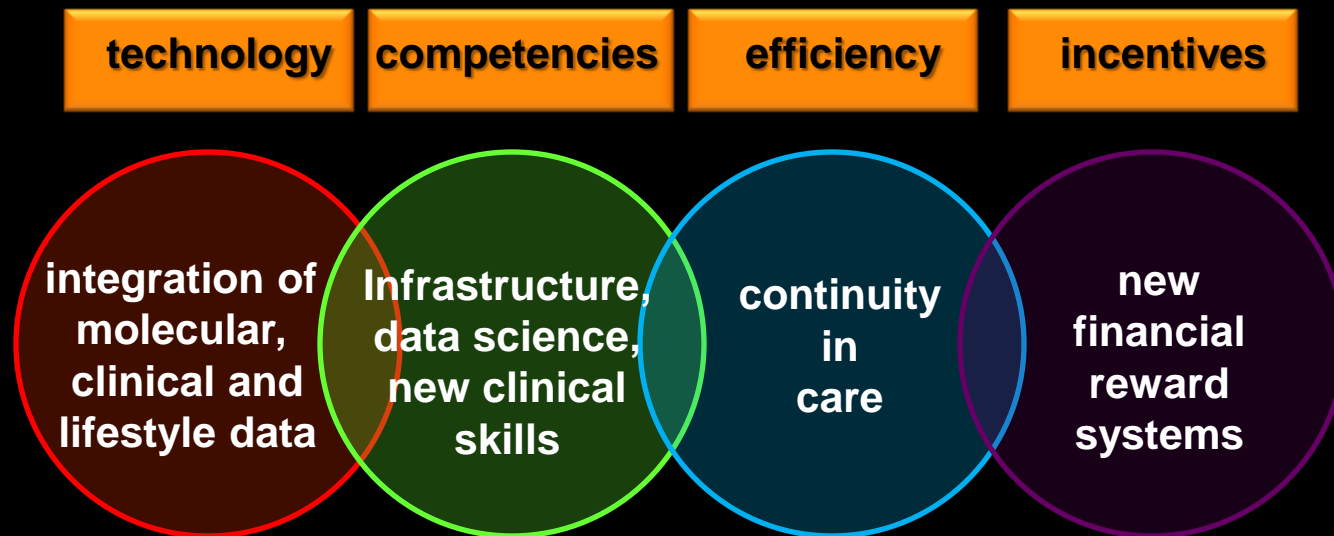 technology
competencies
efficiency
incentives
integration of
molecular,
clinical and
lifestyle data
Infrastructure,
data science,
new clinical
skills
continuity
in
care
new
financial
reward
systems